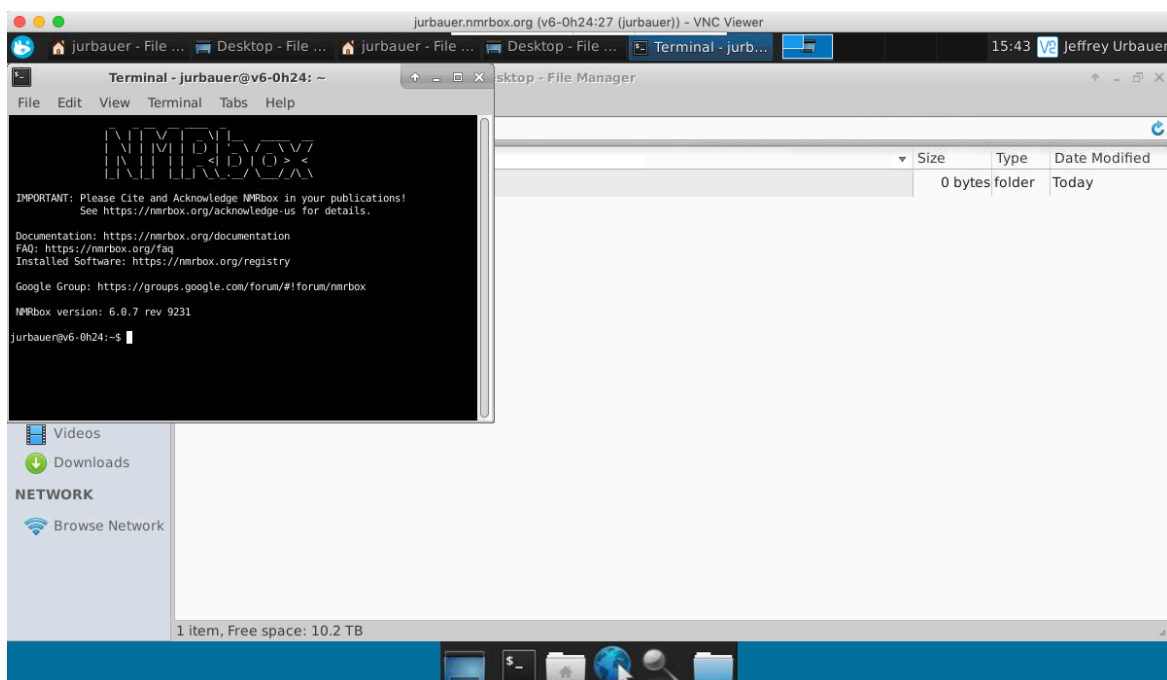 jurbauer.nmrbox.org (v6-0h24:27 (jurbauer)) - VNC Viewer
jurbauer - File ... Desktop - File ... jurbauer - File ... Desktop - File ... Terminal - jurb... 15:43 V2 Jeffrey Urbauer
Terminal - jurbauer@v6-0h24: ~
sktop - File Manager
File Edit View Terminal Tabs Help
NMRbox
IMPORTANT: Please Cite and Acknowledge NMRbox in your publications!
See https://nmrbox.org/acknowledge-us for details.
Documentation: https://nmrbox.org/documentation
FAQ: https://nmrbox.org/faq
Installed Software: https://nmrbox.org/registry
Google Group: https://groups.google.com/forum/#!forum/nmrbox
NMRbox version: 6.0.7 rev 9231
jurbauer@v6-0h24:~$
Size Type Date Modified
0 bytes folder Today
Videos
Downloads
NETWORK
Browse Network
1 item, Free space: 10.2 TB
$_